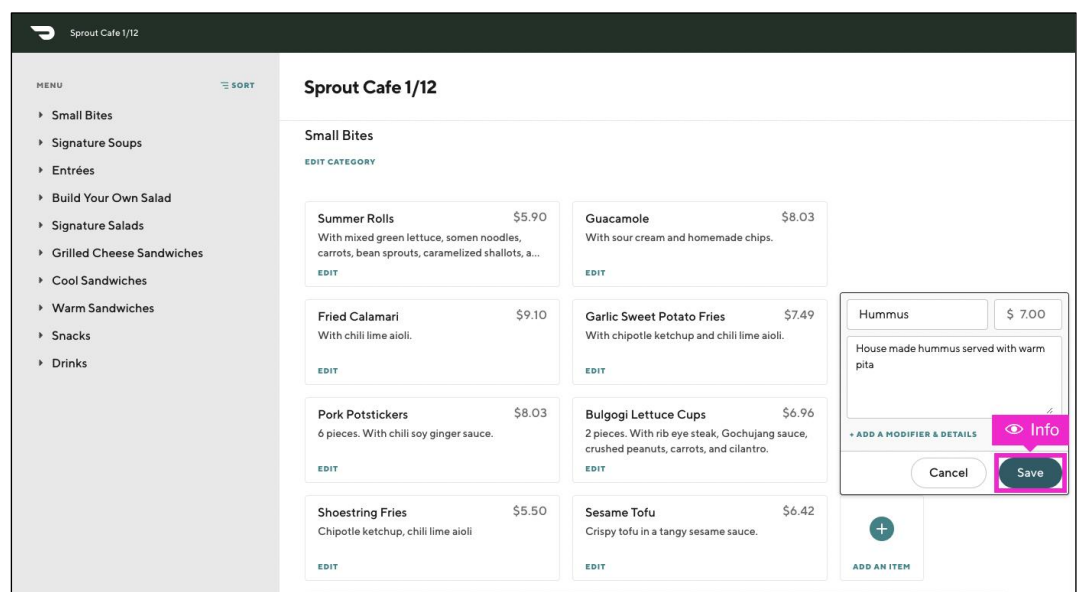 Sprout Cafe 1/12
MENU
SORT
Small Bites
Signature Soups
Entrées
Build Your Own Salad
Signature Salads
Grilled Cheese Sandwiches
Cool Sandwiches
Warm Sandwiches
Snacks
Drinks
Sprout Cafe 1/12
Small Bites
EDIT CATEGORY
Summer Rolls $5.90
With mixed green lettuce, somen noodles,
carrots, bean sprouts, caramelized shallots, a...
EDIT
Guacamole $8.03
With sour cream and homemade chips.
EDIT
Fried Calamari $9.10
With chili lime aioli.
EDIT
Garlic Sweet Potato Fries $7.49
With chipotle ketchup and chili lime aioli.
EDIT
Hummus $ 7.00
House made hummus served with warm
pita
+ ADD A MODIFIER & DETAILS
Info
Cancel Save
Pork Potstickers $8.03
6 pieces. With chili soy ginger sauce.
EDIT
Bulgogi Lettuce Cups $6.96
2 pieces. With rib eye steak, Gochujang sauce,
crushed peanuts, carrots, and cilantro.
EDIT
Shoestring Fries $5.50
Chipotle ketchup, chili lime aioli
EDIT
Sesame Tofu $6.42
Crispy tofu in a tangy sesame sauce.
EDIT
ADD AN ITEM